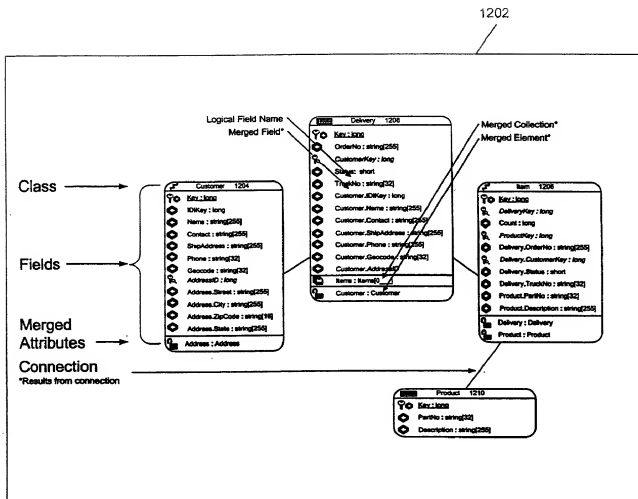 1202
Logical Field Name
Merged Field*
Merged Collection*
Merged Element*
Class
Fields
Merged
Attributes
Connection
*Results from connection
Customer 1204
Key : long
IDIKey : long
Name : string[255]
Contact : string[255]
ShipAddress : string[255]
Phone : string[32]
Geocode : string[32]
AddressID : long
Address.Street : string[255]
Address.City : string[255]
Address.ZipCode : string[16]
Address.State : string[255]
Address : Address
Delivery 1206
Key : long
OrderNo : string[255]
CustomerKey : long
Status: short
TruckNo : string[32]
Customer.IDIKey : long
Customer.Name : string[255]
Customer.Contact : string[255]
Customer.ShipAddress : string[255]
Customer.Phone : string[255]
Customer.Geocode : string[32]
Customer.AddressID
Items : Items[0
Customer : Customer
Item 1208
Key : long
DeliveryKey : long
ProductKey : long
Count : long
Delivery.OrderNo : string[255]
Delivery.CustomerKey : long
Delivery.Status : short
Delivery.TruckNo : string[32]
Product.PartNo : string[32]
Product.Description : string[255]
Delivery : Delivery
Product : Product
Product 1210
Key : long
PartNo : string[32]
Description : string[255]